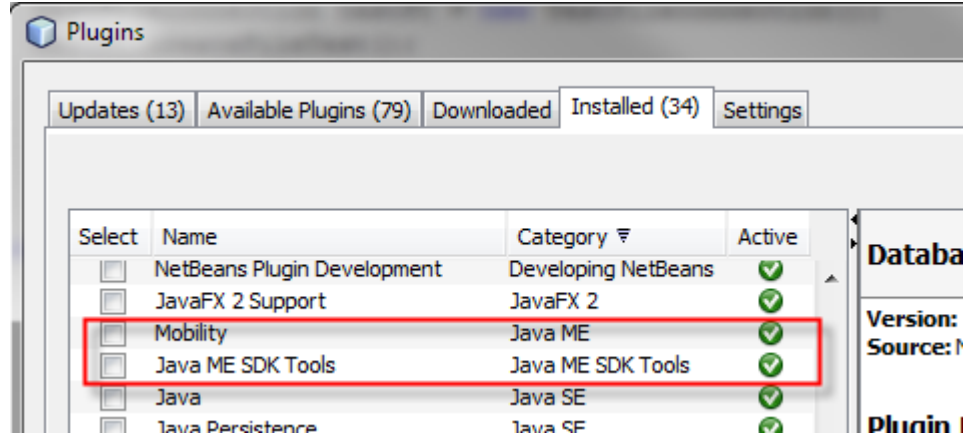 Plugins
Updates (13) Available Plugins (79) Downloaded Installed (34) Settings
Select Name Category Active
NetBeans Plugin Development Developing NetBeans
JavaFX 2 Support JavaFX 2
Mobility Java ME
Java ME SDK Tools Java ME SDK Tools
Java Java SE
Java Persistence Java SE
Databa
Version:
Source: N
Plugin